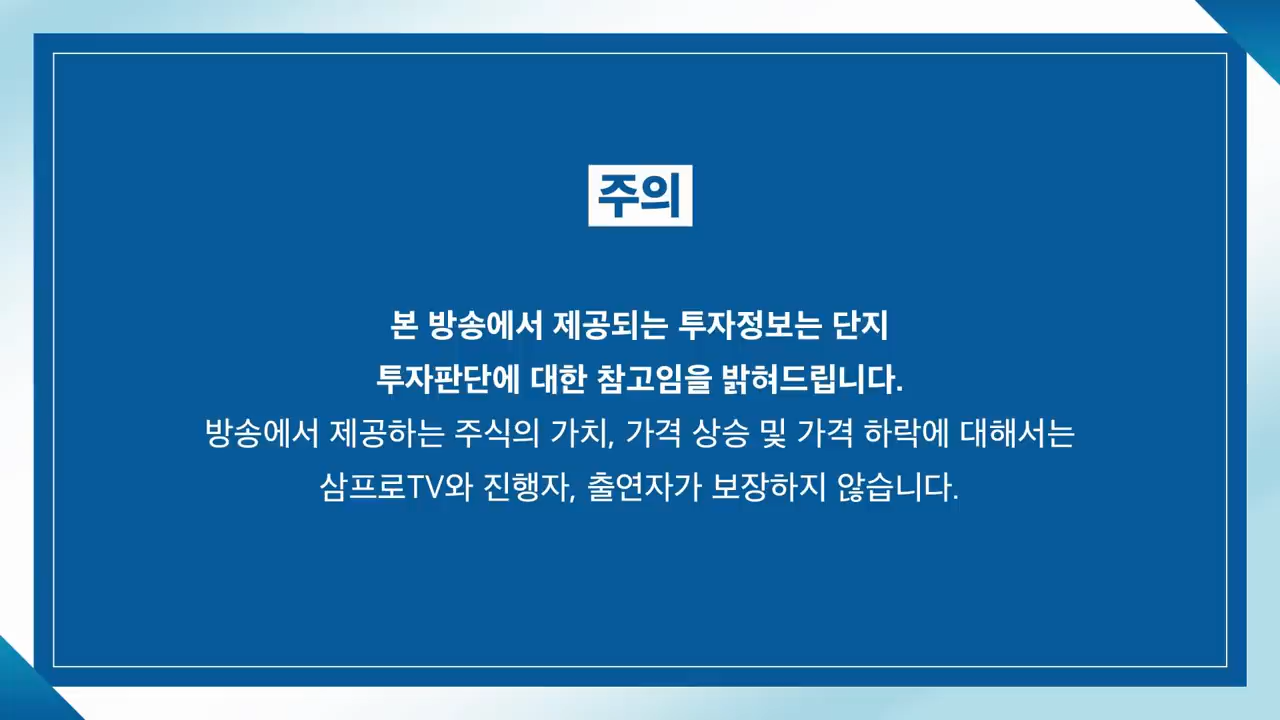 주의
본 방송에서 제공되는 투자정보는 단지
투자판단에 대한 참고임을 밝혀드립니다.
방송에서 제공하는 주식의 가치, 가격 상승 및 가격 하락에 대해서는
삼프로TV와 진행자, 출연자가 보장하지 않습니다.